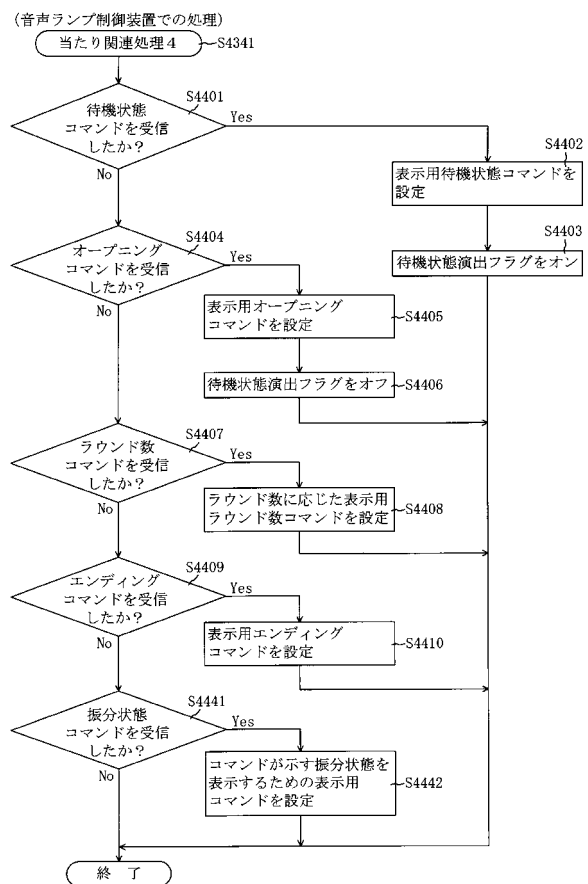 (音声ランプ制御装置での処理)
当たり関連処理4
S4341
S4401
待機状態
コマンドを受信
したか?
Yes
No
S4402
表示用待機状態コマンドを
設定
S4403
待機状態演出フラグをオン
S4404
オープニング
コマンドを受信
したか?
Yes
No
表示用オープニング
コマンドを設定
S4405
待機状態演出フラグをオフ
S4406
S4407
ラウンド数
コマンドを受信
したか?
Yes
No
ラウンド数に応じた表示用
ラウンド数コマンドを設定
S4408
S4409
エンディング
コマンドを受信
したか?
Yes
No
表示用エンディング
コマンドを設定
S4410
S4441
振分状態
コマンドを受信
したか?
Yes
No
コマンドが示す振分状態を
表示するための表示用
コマンドを設定
S4442
終 了